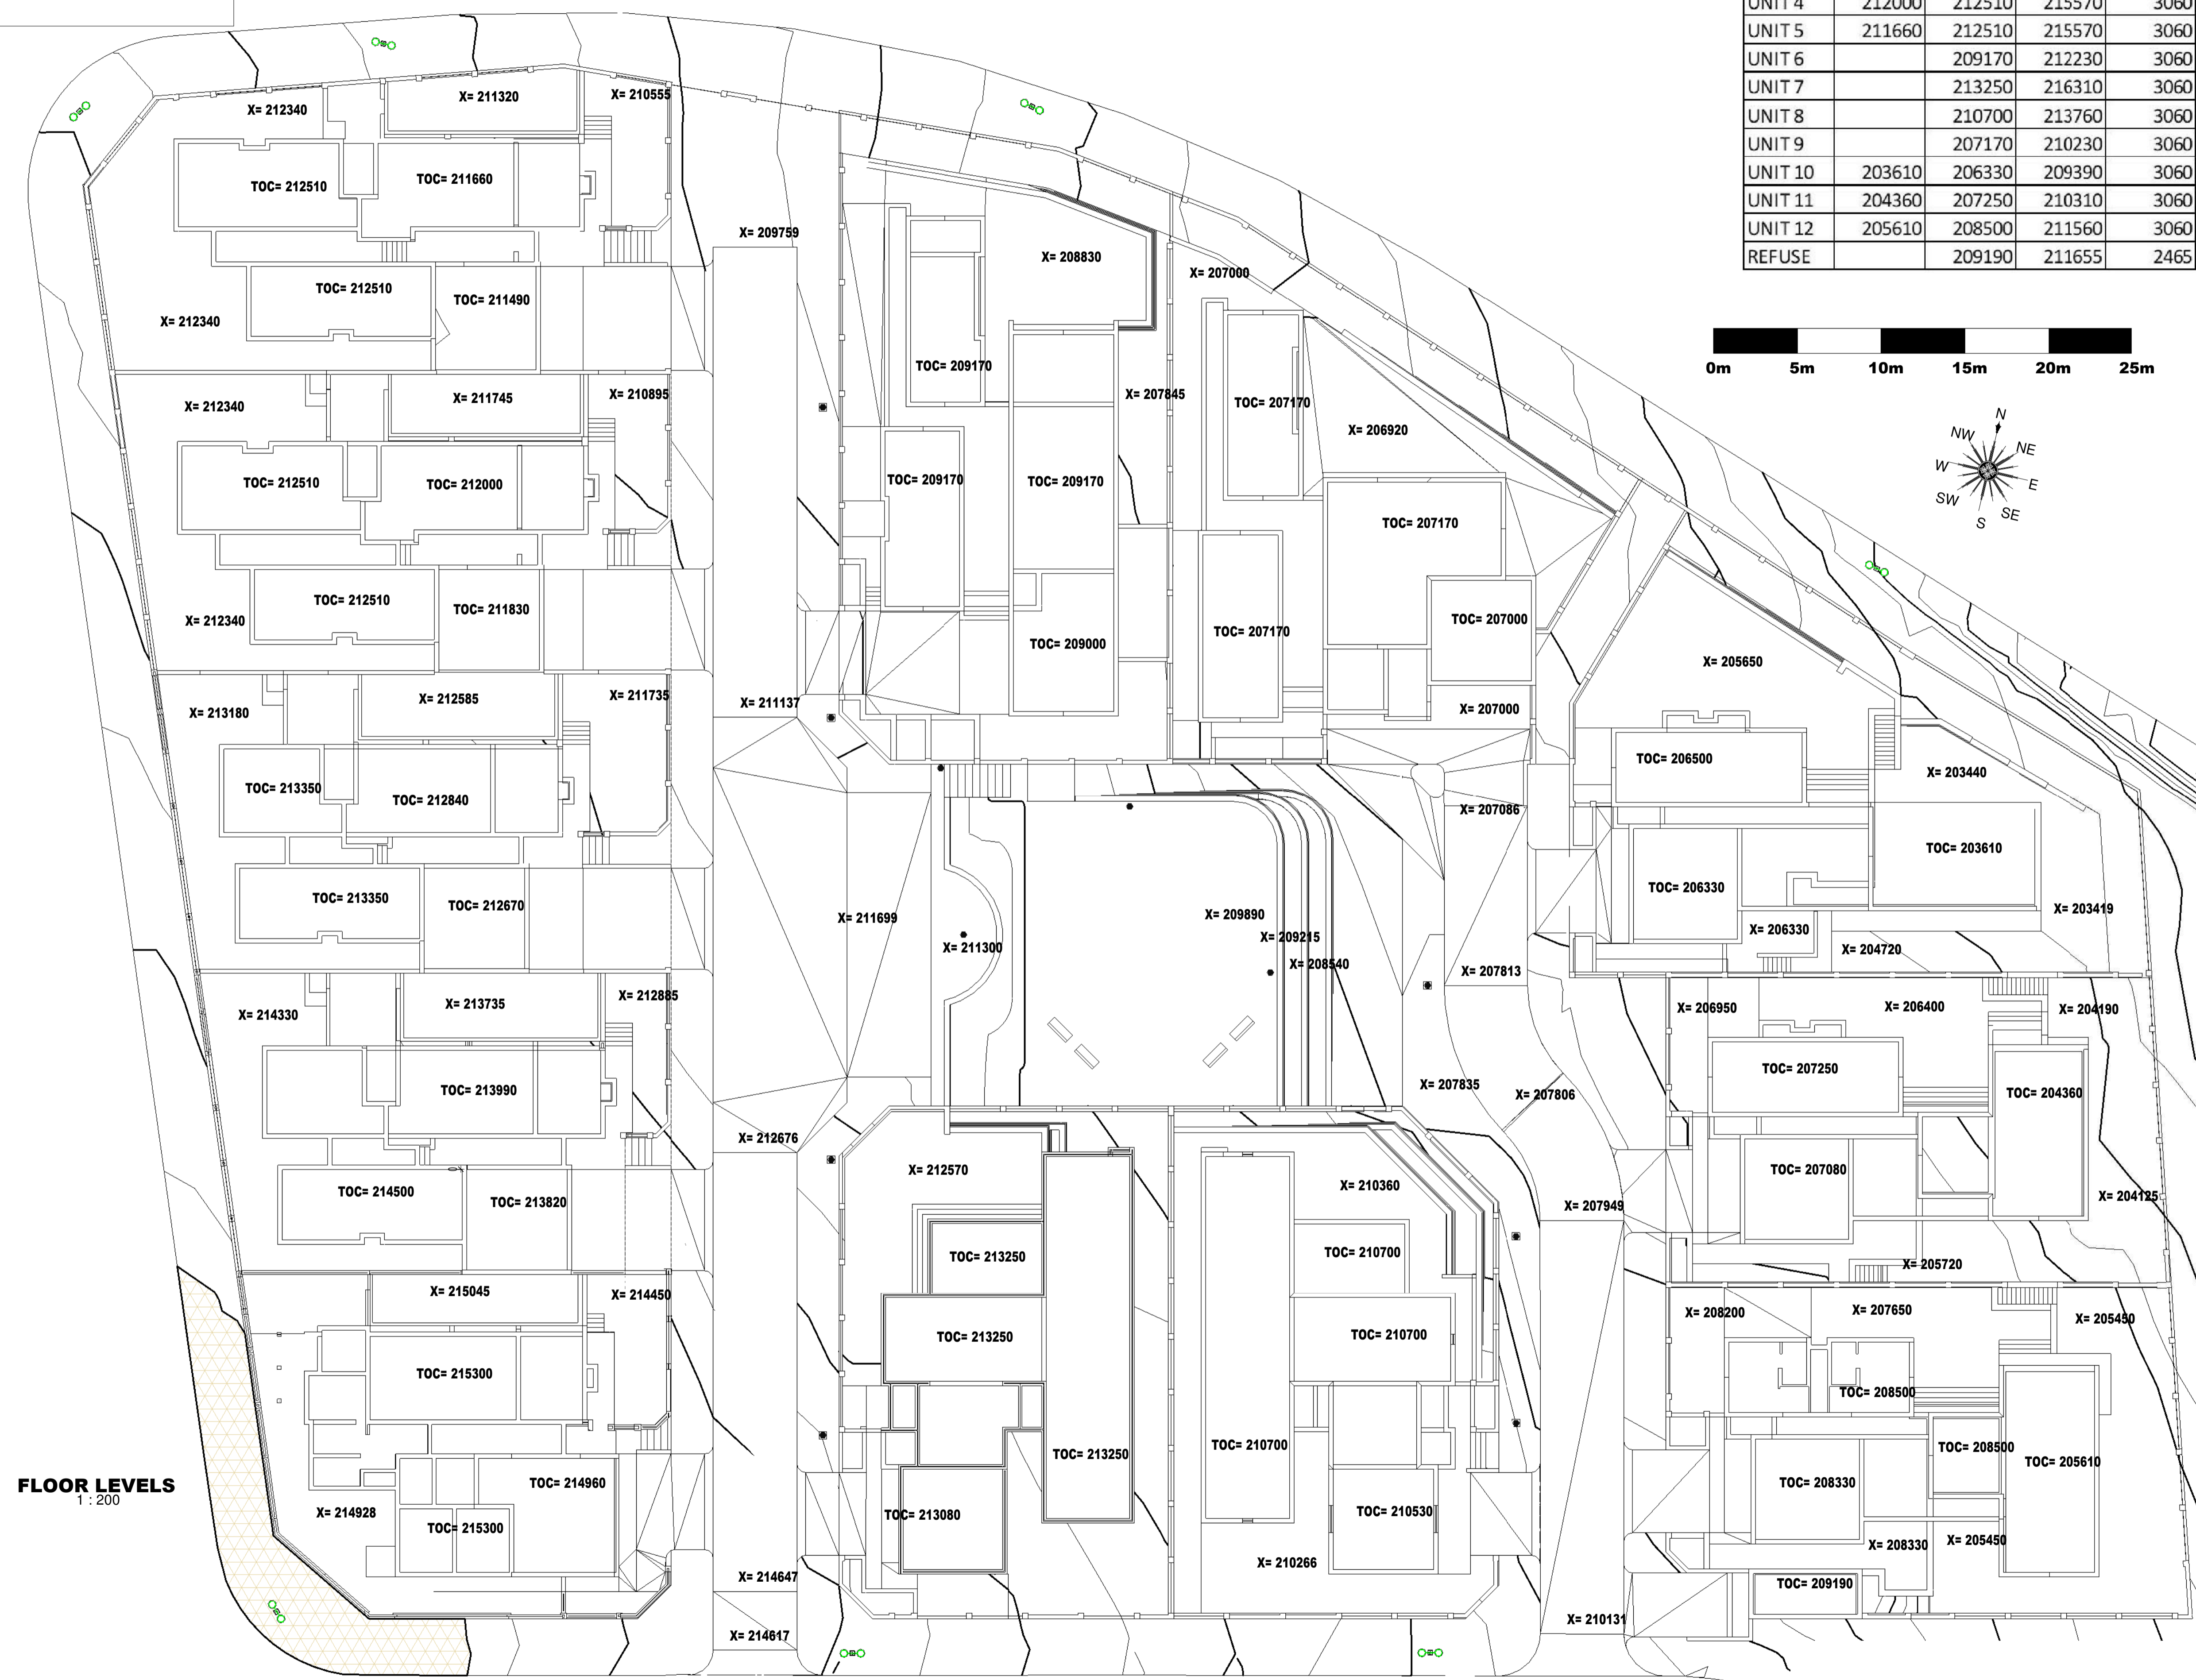 UNIT 4 212000 212510 215570 3060
UNIT 5 211660 212510 215570 3060
UNIT 6 209170 212230 3060
UNIT 7 213250 216310 3060
UNIT 8 210700 213760 3060
UNIT 9 207170 210230 3060
UNIT 10 203610 206330 209390 3060
UNIT 11 204360 207250 210310 3060
UNIT 12 205610 208500 211560 3060
REFUSE 209190 211655 2465
0m 5m 10m 15m 20m 25m
N
NW
NE
W
E
SW
SE
S
X= 212340
X= 211320
X= 210555
TOC= 212510
TOC= 211660
TOC= 212510
TOC= 211490
X= 212340
X= 212340
X= 211745
X= 210895
TOC= 212510
TOC= 212000
TOC= 212510
TOC= 211830
X= 212340
X= 213180
X= 212585
X= 211735
TOC= 213350
TOC= 212840
TOC= 213350
TOC= 212670
X= 214330
X= 213735
X= 212885
TOC= 213990
TOC= 214500
TOC= 213820
X= 215045
X= 214450
TOC= 215300
TOC= 214960
X= 214928
TOC= 215300
X= 209759
X= 211137
X= 211699
X= 212676
X= 214647
X= 214617
X= 208830
TOC= 209170
X= 207845
TOC= 209170
TOC= 209170
TOC= 209000
X= 207000
TOC= 207170
X= 206920
TOC= 207170
TOC= 207170
TOC= 207000
X= 207000
X= 207086
X= 211300
X= 209890
X= 209215
X= 208540
X= 207813
X= 207835
X= 207806
X= 207949
X= 210131
X= 212570
TOC= 213250
TOC= 213250
TOC= 213250
TOC= 213080
X= 210360
TOC= 210700
TOC= 210700
TOC= 210700
TOC= 210530
X= 210266
X= 205650
TOC= 206500
X= 203440
TOC= 203610
TOC= 206330
X= 203419
X= 206330
X= 204720
X= 206950
X= 206400
X= 204190
TOC= 207250
TOC= 204360
TOC= 207080
X= 204125
X= 205720
X= 208200
X= 207650
X= 205450
TOC= 208500
TOC= 208500
TOC= 205610
TOC= 208330
X= 208330
X= 205450
TOC= 209190
FLOOR LEVELS
1 : 200